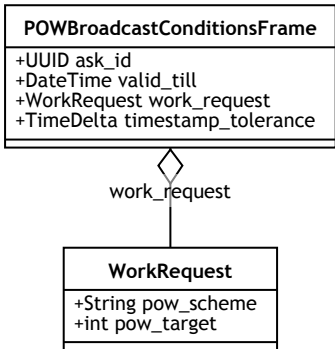 POWBroadcastConditionsFrame
+UUID ask_id
+DateTime valid_till
+WorkRequest work_request
+TimeDelta timestamp_tolerance
work_request
WorkRequest
+String pow_scheme
+int pow_target